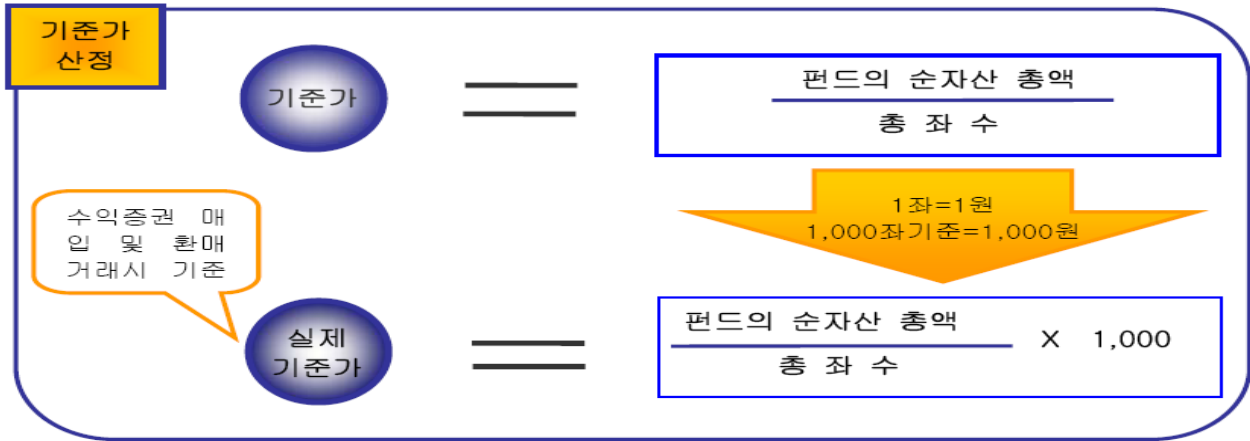 기준가
산정
기준가
펀드의 순자산 총액
총 좌 수
1좌=1원
1,000좌기준=1,000원
수익증권 매
입 및 환매
거래시 기준
실제
기준가
펀드의 순자산 총액
총 좌 수
X 1,000